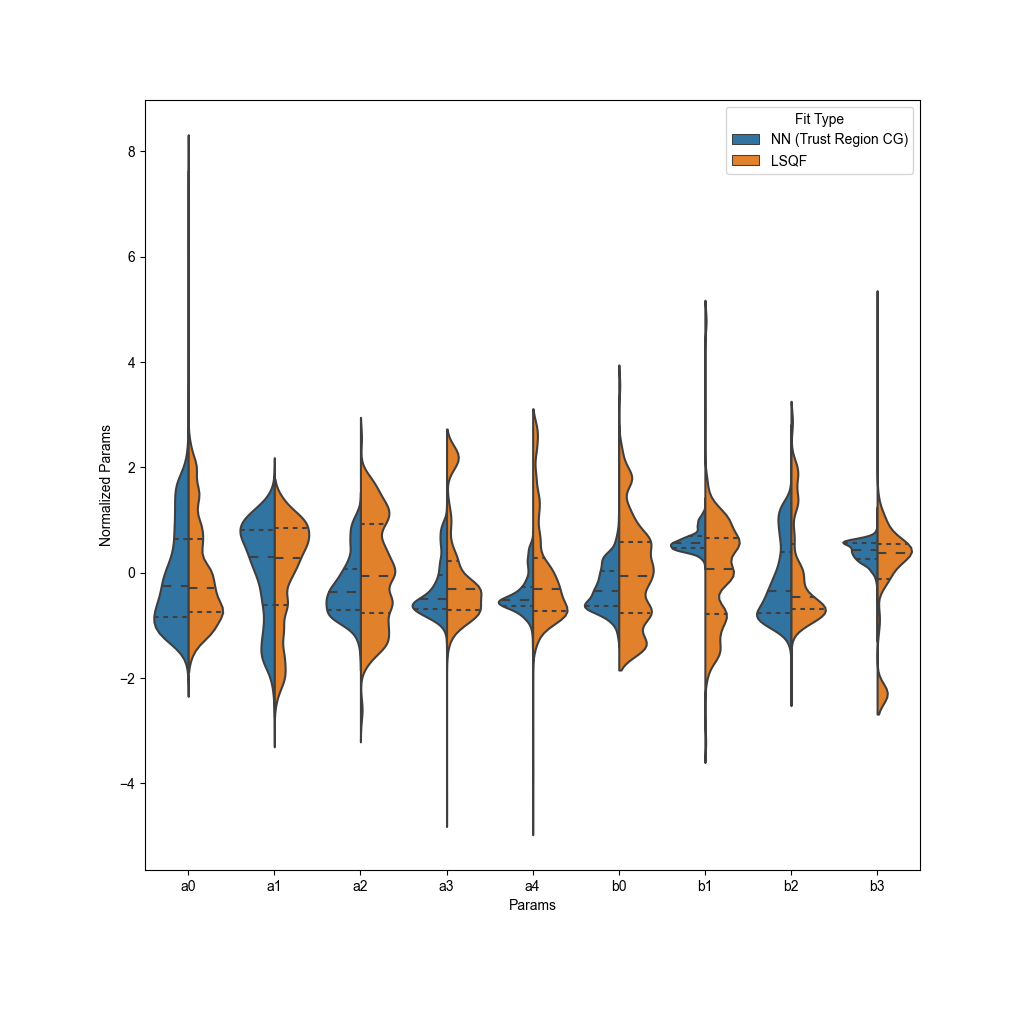 Fit Type
NN (Trust Region CG)
LSQF
8
6
4
2
0
−2
−4
Normalized Params
a0 a1 a2 a3 a4 b0 b1 b2 b3
Params